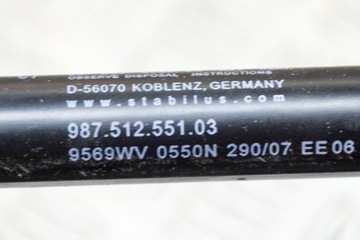 OBSERVE DISPOSAL INSTRUCTIONS
D-56070 KOBLENZ, GERMANY
www.stabilus.com
987.512.551.03
9569WV 0550N 290/07 EE06